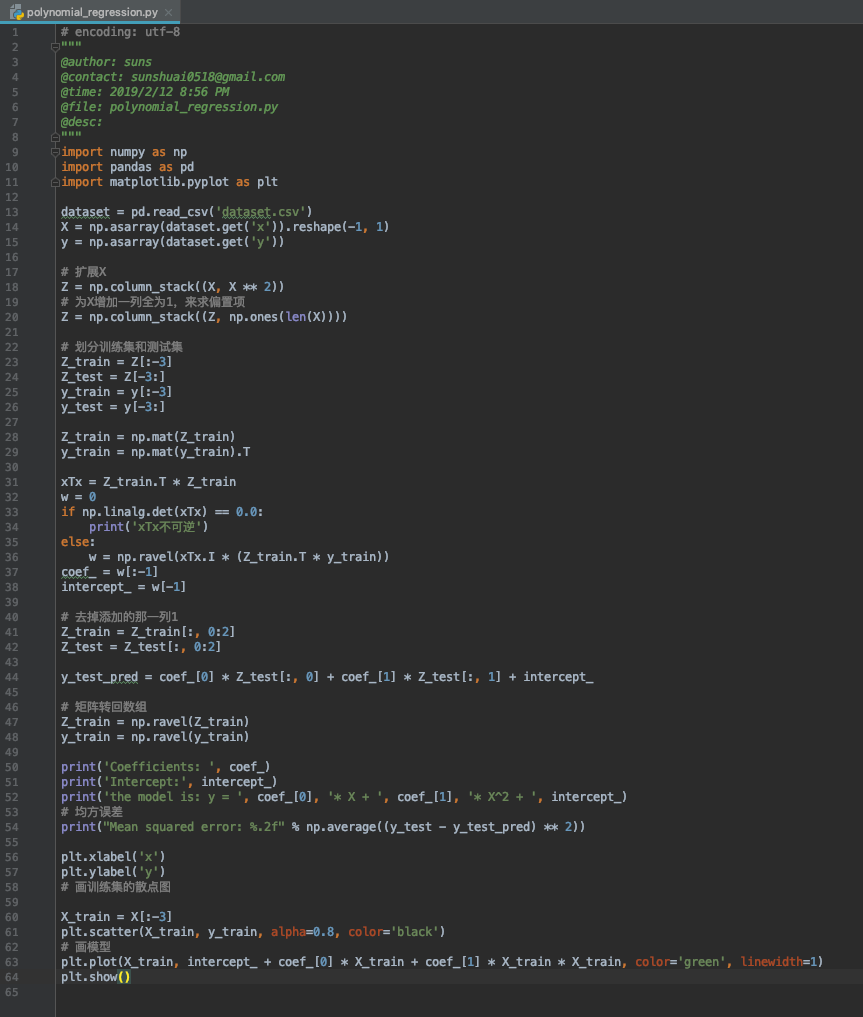 polynomial_regression.py
1 # encoding: utf-8
2 """
3 @author: suns
4 @contact: sunshuai0518@gmail.com
5 @time: 2019/2/12 8:56 PM
6 @file: polynomial_regression.py
7 @desc:
8 """
9 import numpy as np
10 import pandas as pd
11 import matplotlib.pyplot as plt
12
13 dataset = pd.read_csv('dataset.csv')
14 X = np.asarray(dataset.get('x')).reshape(-1, 1)
15 y = np.asarray(dataset.get('y'))
16
17 # 扩展X
18 Z = np.column_stack((X, X ** 2))
19 # 为X增加一列全为1，来求偏置项
20 Z = np.column_stack((Z, np.ones(len(X))))
21
22 # 划分训练集和测试集
23 Z_train = Z[:-3]
24 Z_test = Z[-3:]
25 y_train = y[:-3]
26 y_test = y[-3:]
27
28 Z_train = np.mat(Z_train)
29 y_train = np.mat(y_train).T
30
31 xTx = Z_train.T * Z_train
32 w = 0
33 if np.linalg.det(xTx) == 0.0:
34     print('xTx不可逆')
35 else:
36     w = np.ravel(xTx.I * (Z_train.T * y_train))
37 coef_ = w[:-1]
38 intercept_ = w[-1]
39
40 # 去掉添加的那一列1
41 Z_train = Z_train[:, 0:2]
42 Z_test = Z_test[:, 0:2]
43
44 y_test_pred = coef_[0] * Z_test[:, 0] + coef_[1] * Z_test[:, 1] + intercept_
45
46 # 矩阵转回数组
47 Z_train = np.ravel(Z_train)
48 y_train = np.ravel(y_train)
49
50 print('Coefficients: ', coef_)
51 print('Intercept:', intercept_)
52 print('the model is: y = ', coef_[0], '* X + ', coef_[1], '* X^2 + ', intercept_)
53 # 均方误差
54 print("Mean squared error: %.2f" % np.average((y_test - y_test_pred) ** 2))
55
56 plt.xlabel('x')
57 plt.ylabel('y')
58 # 画训练集的散点图
59
60 X_train = X[:-3]
61 plt.scatter(X_train, y_train, alpha=0.8, color='black')
62 # 画模型
63 plt.plot(X_train, intercept_ + coef_[0] * X_train + coef_[1] * X_train * X_train, color='green', linewidth=1)
64 plt.show()
65